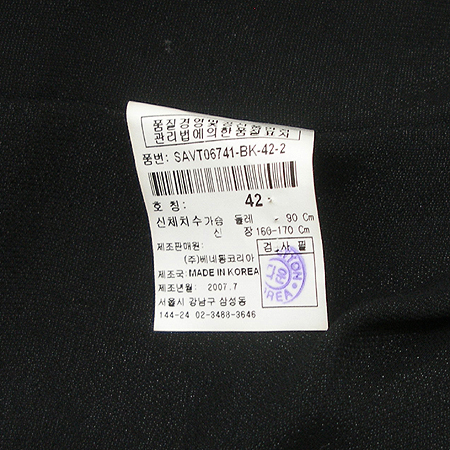 품질경영및공산품
관리법에의한품질표시
품번: SAVT06741-BK-42-2
호 칭: 42
신체치수 가슴 둘레 90 Cm
신 장 160-170 Cm
제조판매원: 검 사 필
(주)베네통코리아
제조국: MADE IN KOREA
제조년월: 2007.7
서울시 강남구 삼성동
144-24 02-3488-3646